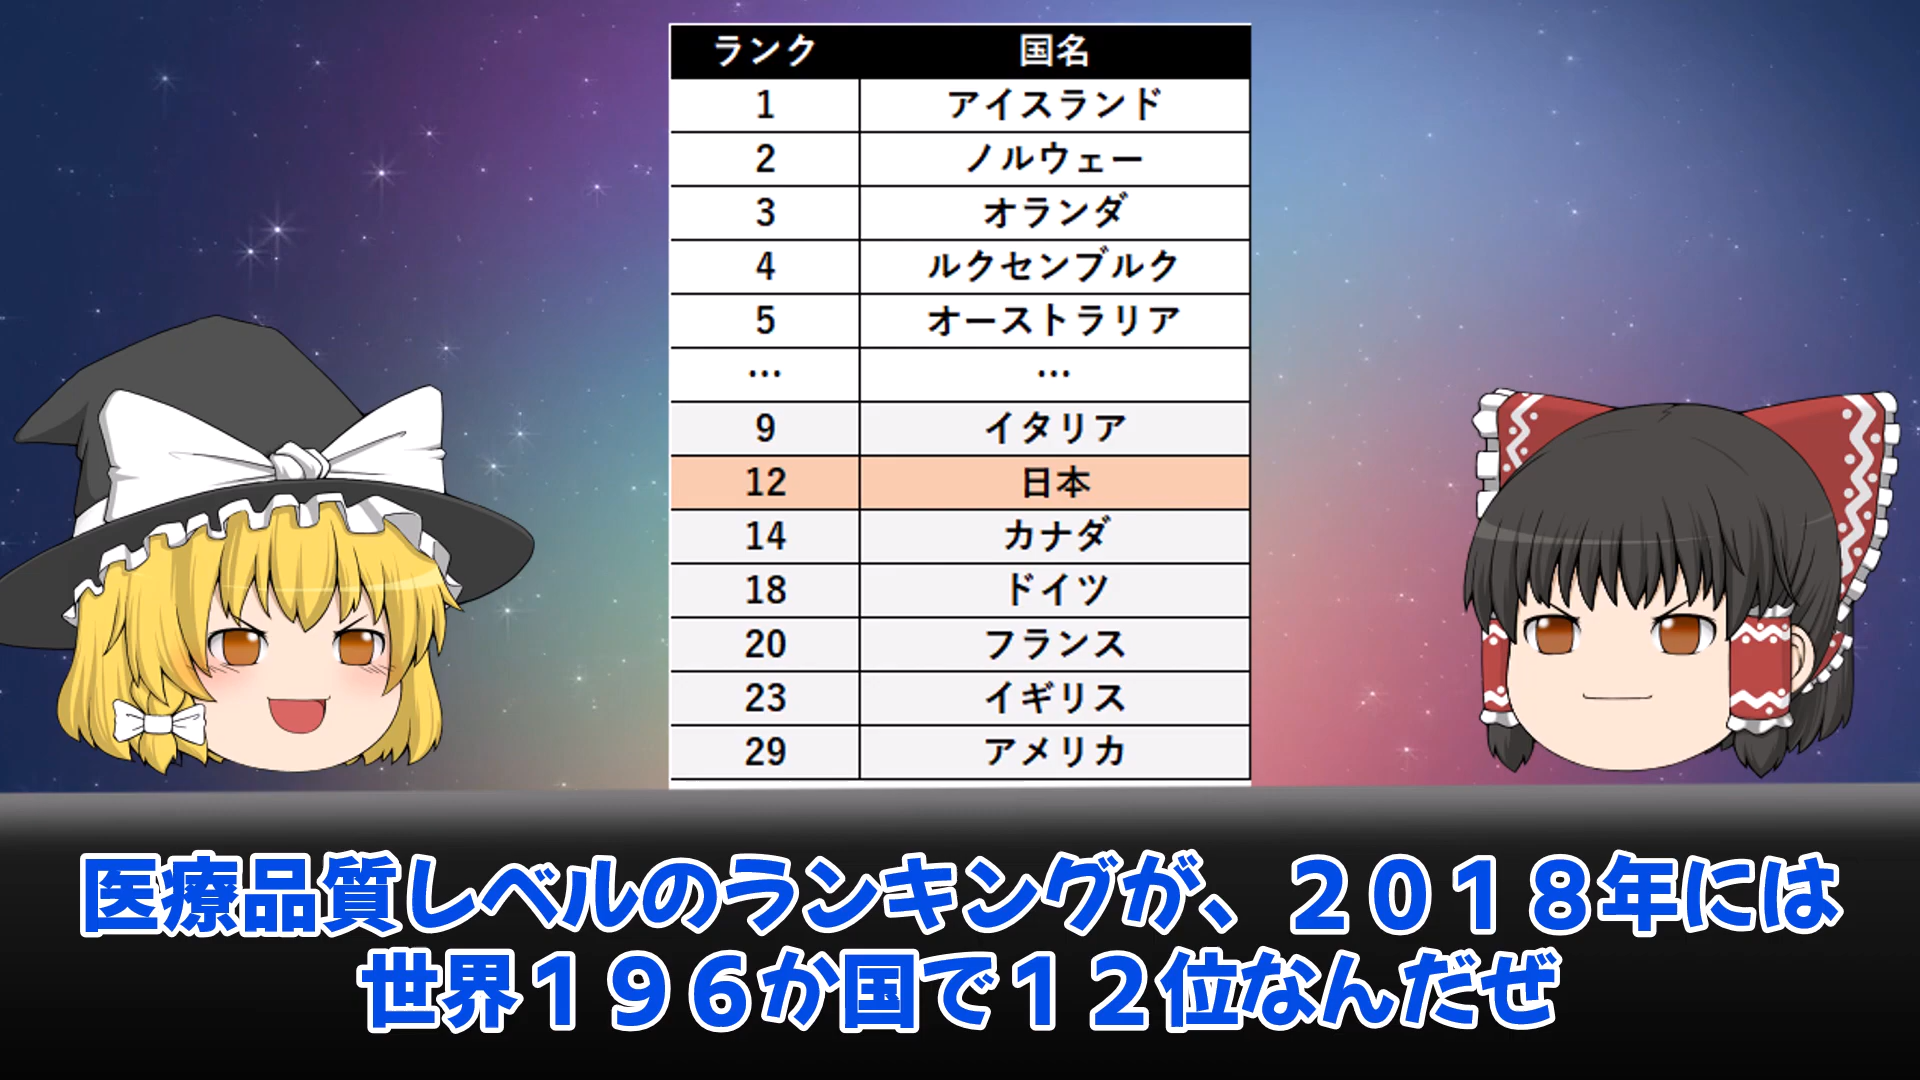 ランク 国名
1 アイスランド
2 ノルウェー
3 オランダ
4 ルクセンブルク
5 オーストラリア
… …
9 イタリア
12 日本
14 カナダ
18 ドイツ
20 フランス
23 イギリス
29 アメリカ
医療品質レベルのランキングが、２０１８年には
世界１９６か国で１２位なんだぜ